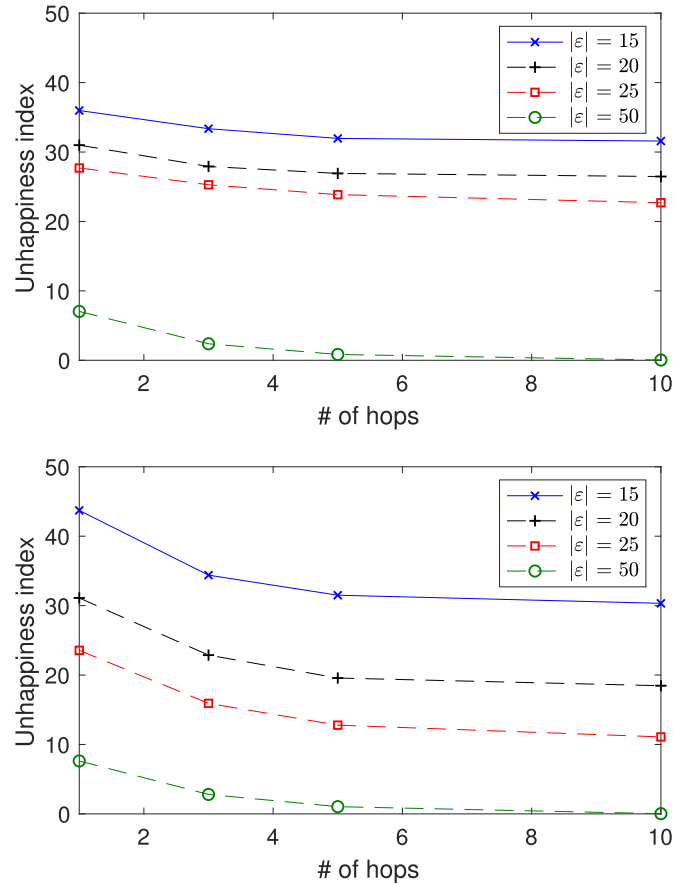 50
40
30
20
10
0
Unhappiness index
|ε| = 15
|ε| = 20
|ε| = 25
|ε| = 50
2
4
6
8
10
# of hops
50
40
30
20
10
0
Unhappiness index
|ε| = 15
|ε| = 20
|ε| = 25
|ε| = 50
2
4
6
8
10
# of hops